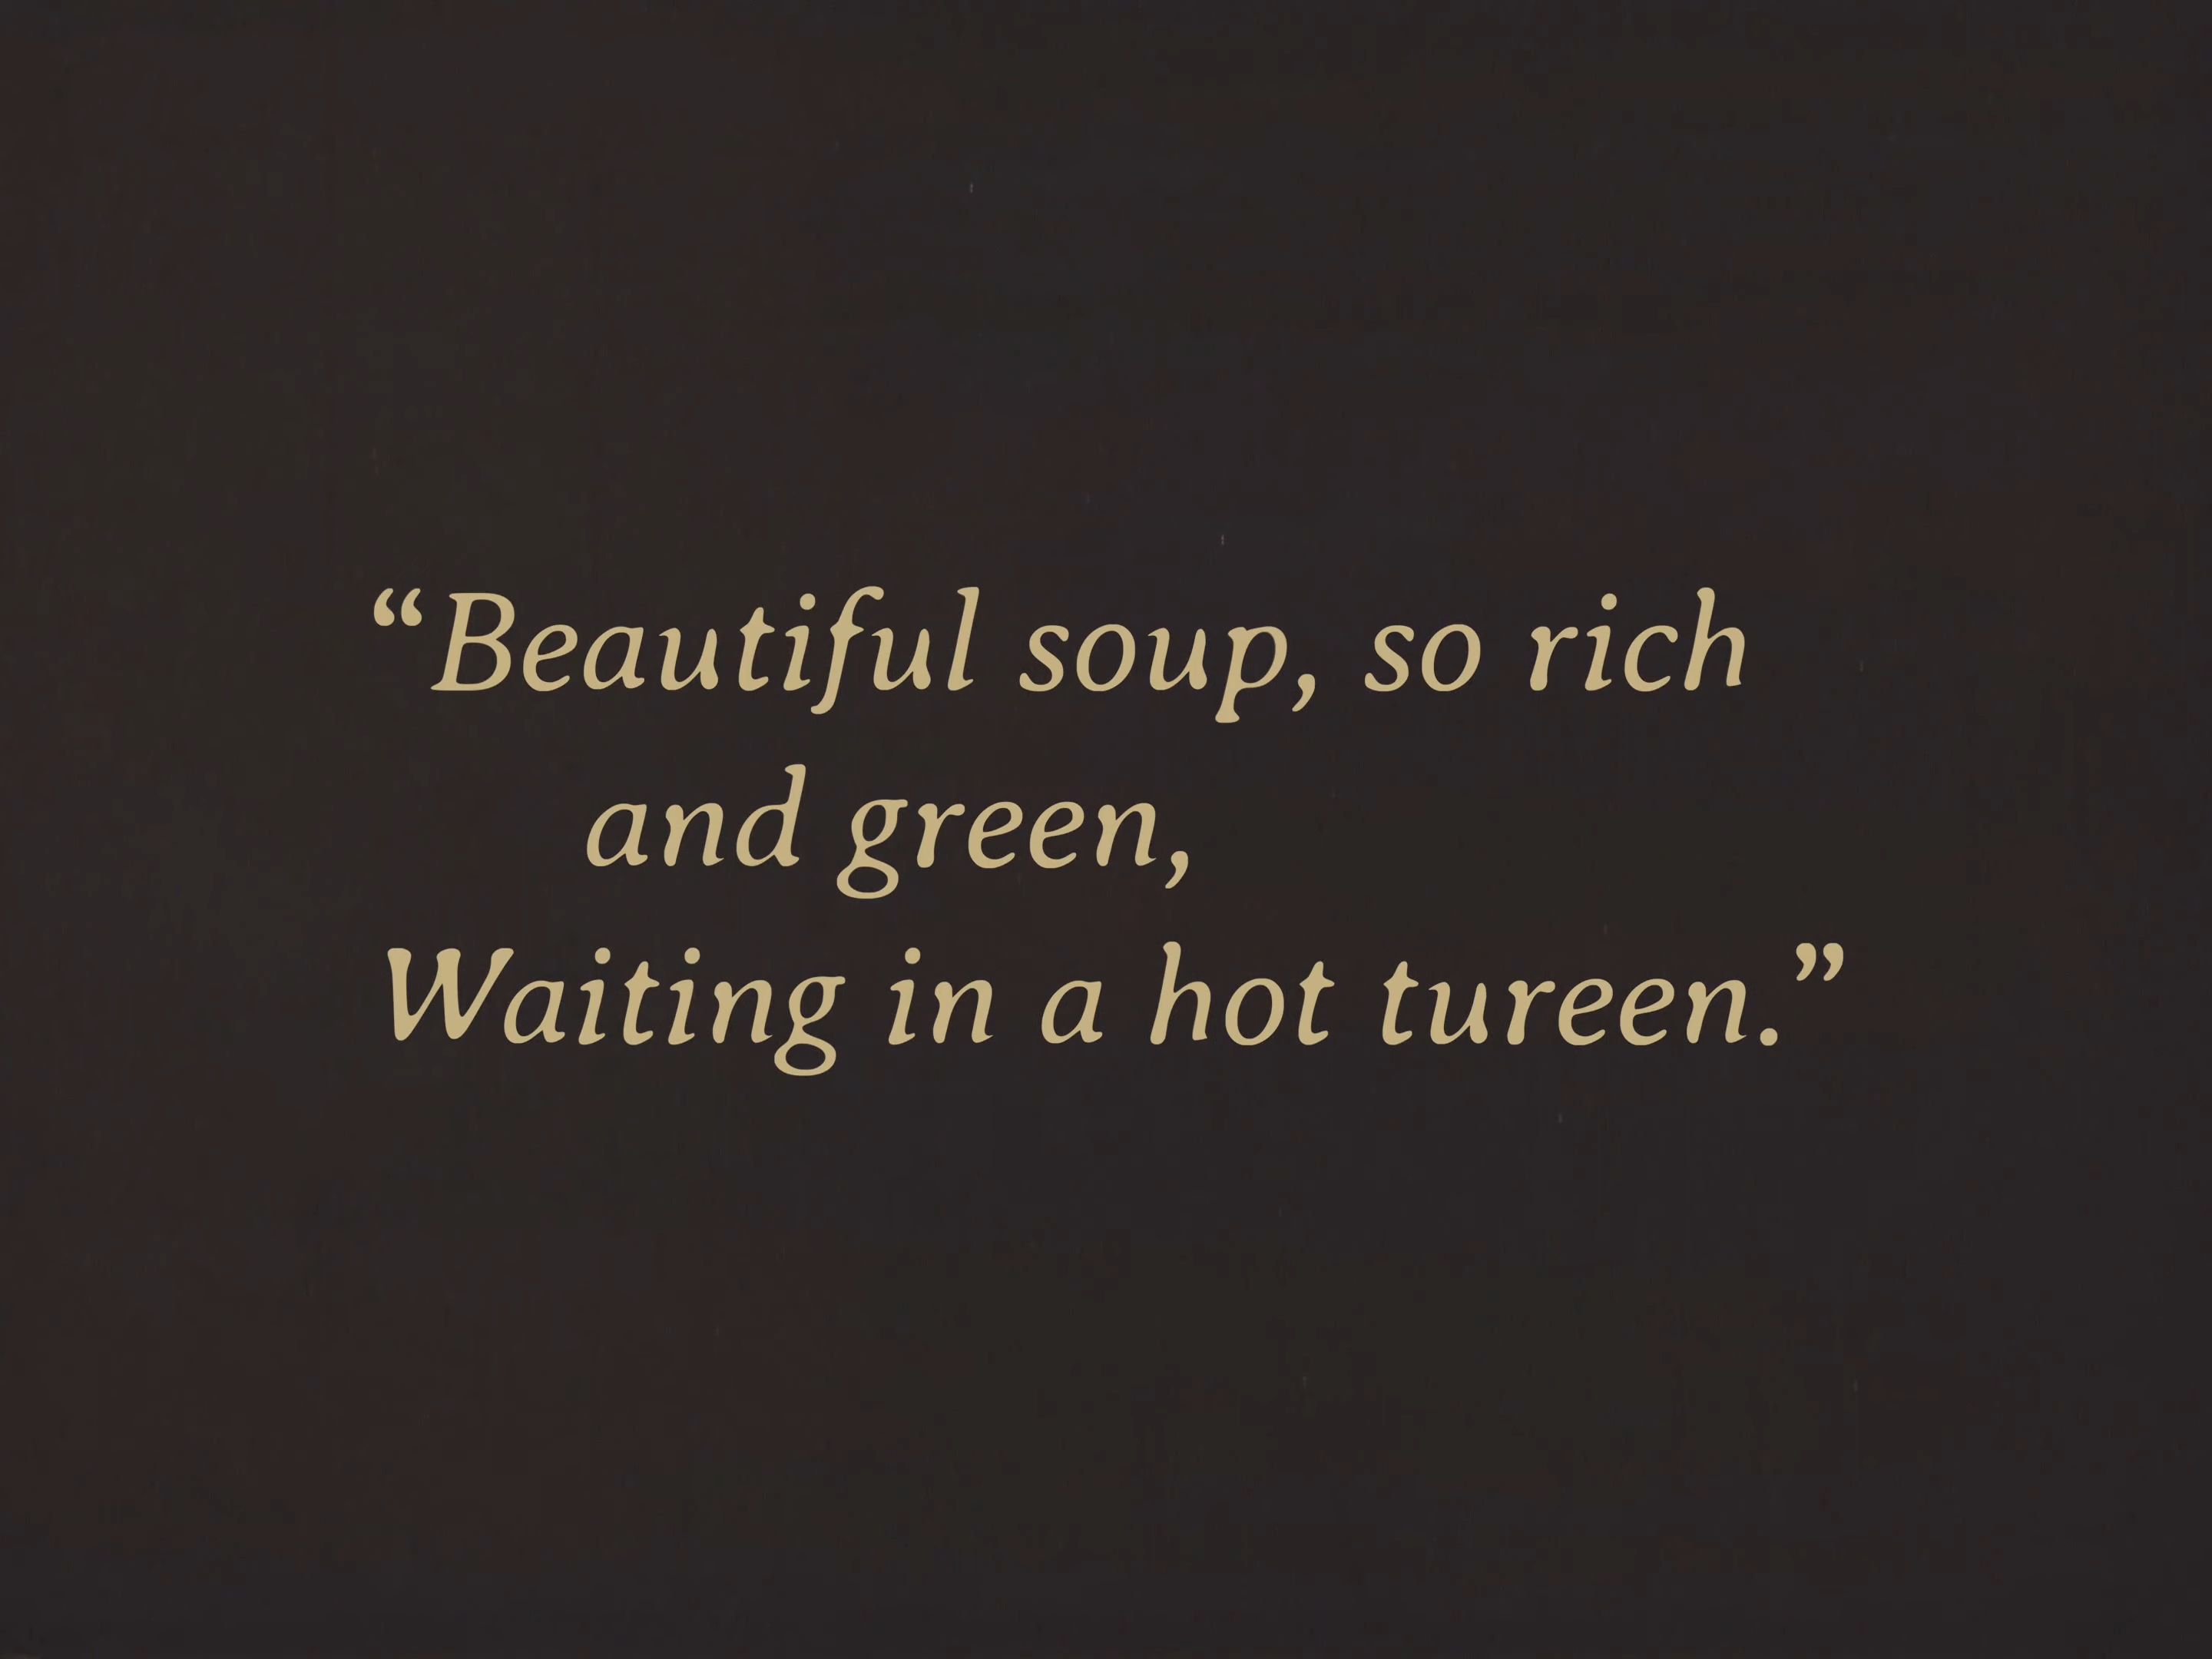 “Beautiful soup, so rich
and green,
Waiting in a hot tureen.”